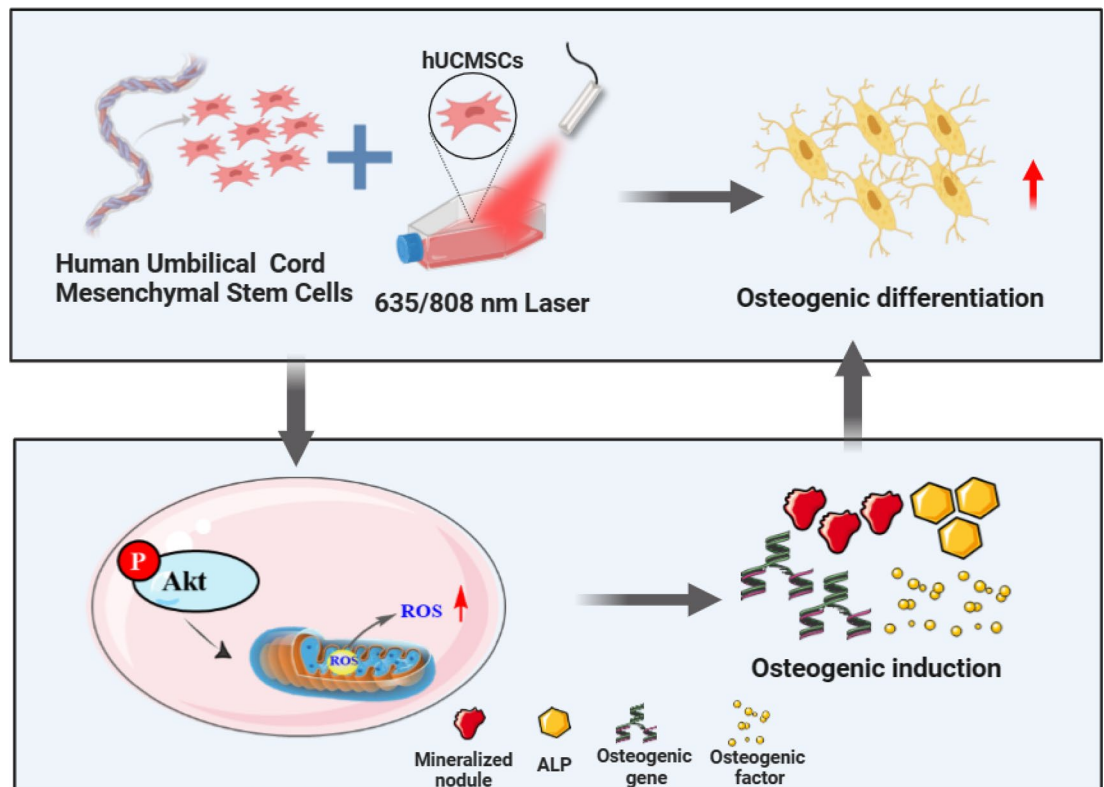 hUCMSCs
Human Umbilical Cord
Mesenchymal Stem Cells
635/808 nm Laser
Osteogenic differentiation
P
Akt
ROS
ROS
Osteogenic induction
Mineralized
nodule
ALP
Osteogenic
gene
Osteogenic
factor